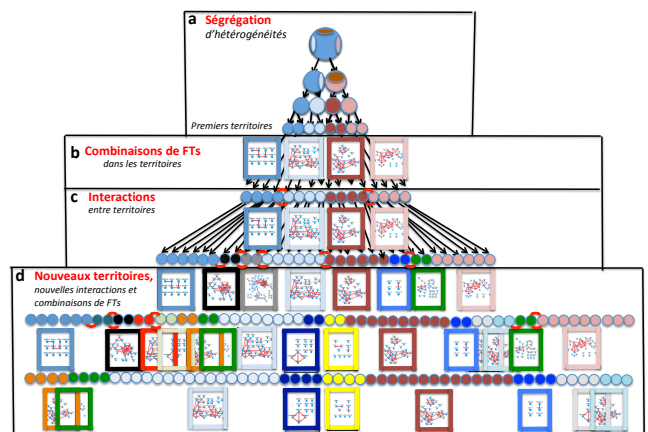 a Ségrégation
d'hétérogénéités
Premiers territoires
b Combinaisons de FTs
dans les territoires
c Interactions
entre territoires
d Nouveaux territoires,
nouvelles interactions et
combinaisons de FTs